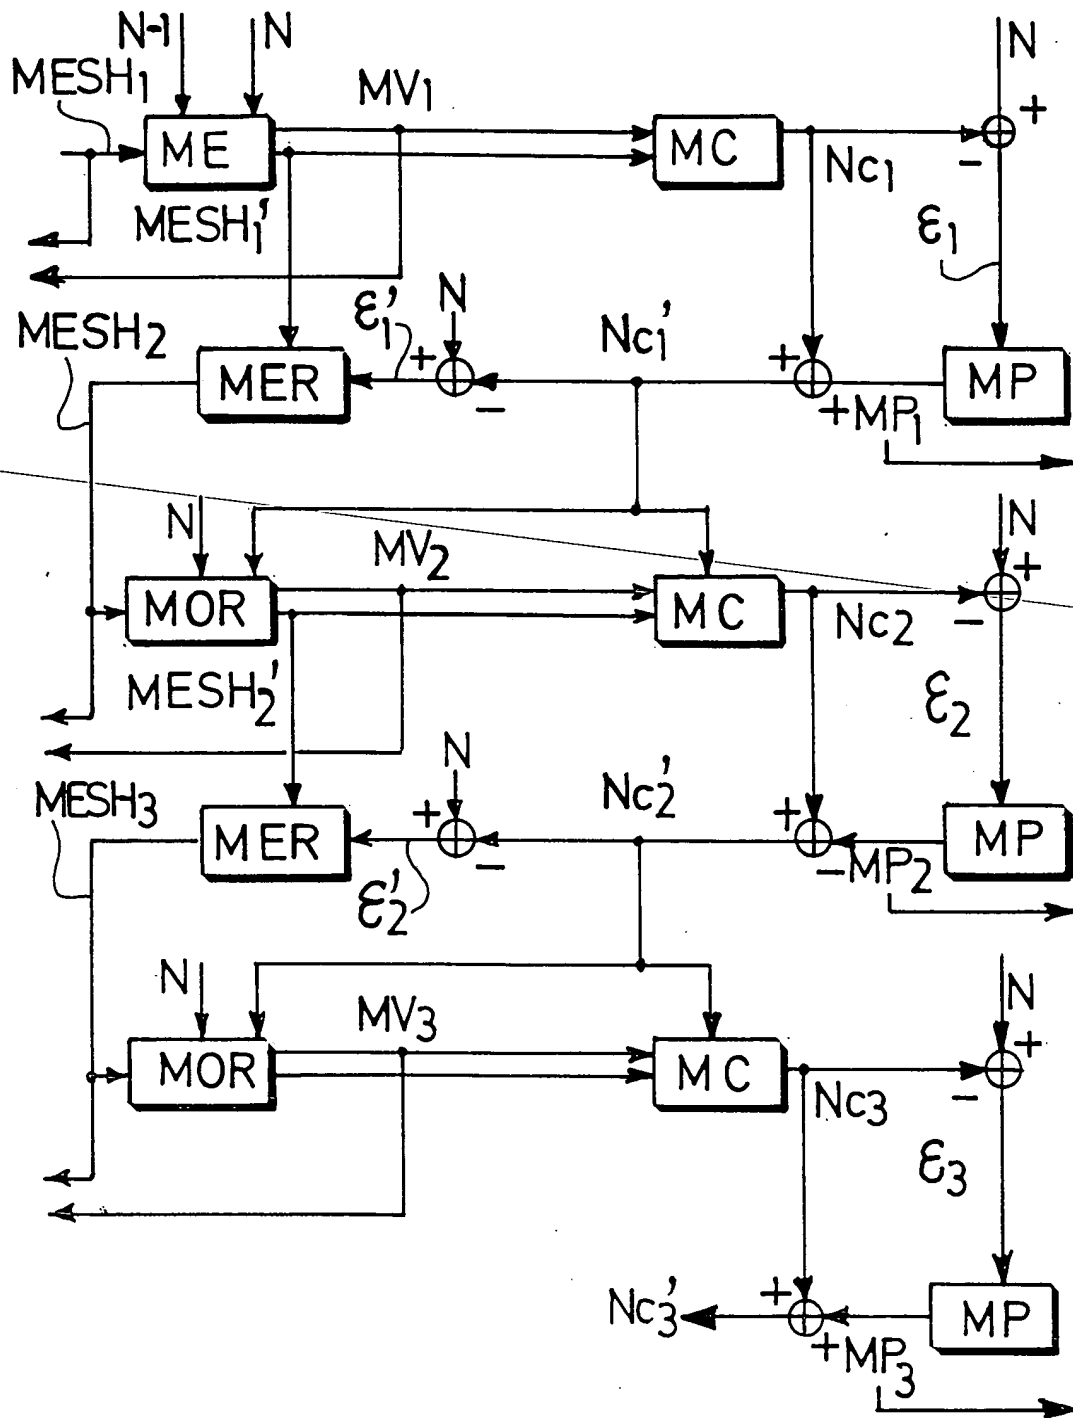 N-1 N N
MESH1 MV1 +
ME MC Nc1 -
MESH1' ε1
N
MESH2 ε1' + Nc1' +
MER - MP
+MP1
N N
MV2 +
MOR MC Nc2 -
MESH2' ε2
N
MESH3 + Nc2' +
MER - MP
ε2' -MP2
N N
MV3 +
MOR MC Nc3 -
ε3
Nc3' + MP
+MP3